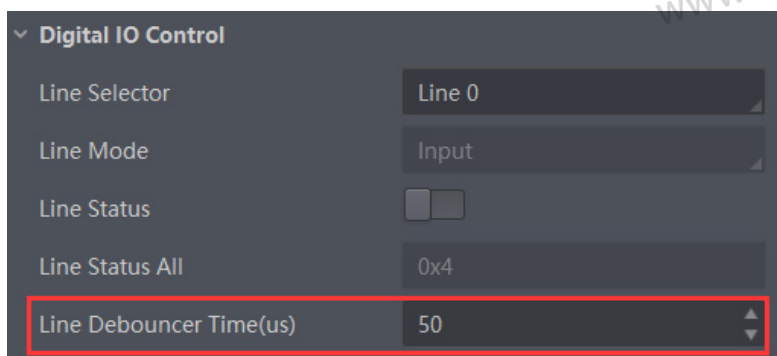 Digital IO Control
Line Selector Line 0
Line Mode Input
Line Status
Line Status All 0x4
Line Debouncer Time(us) 50